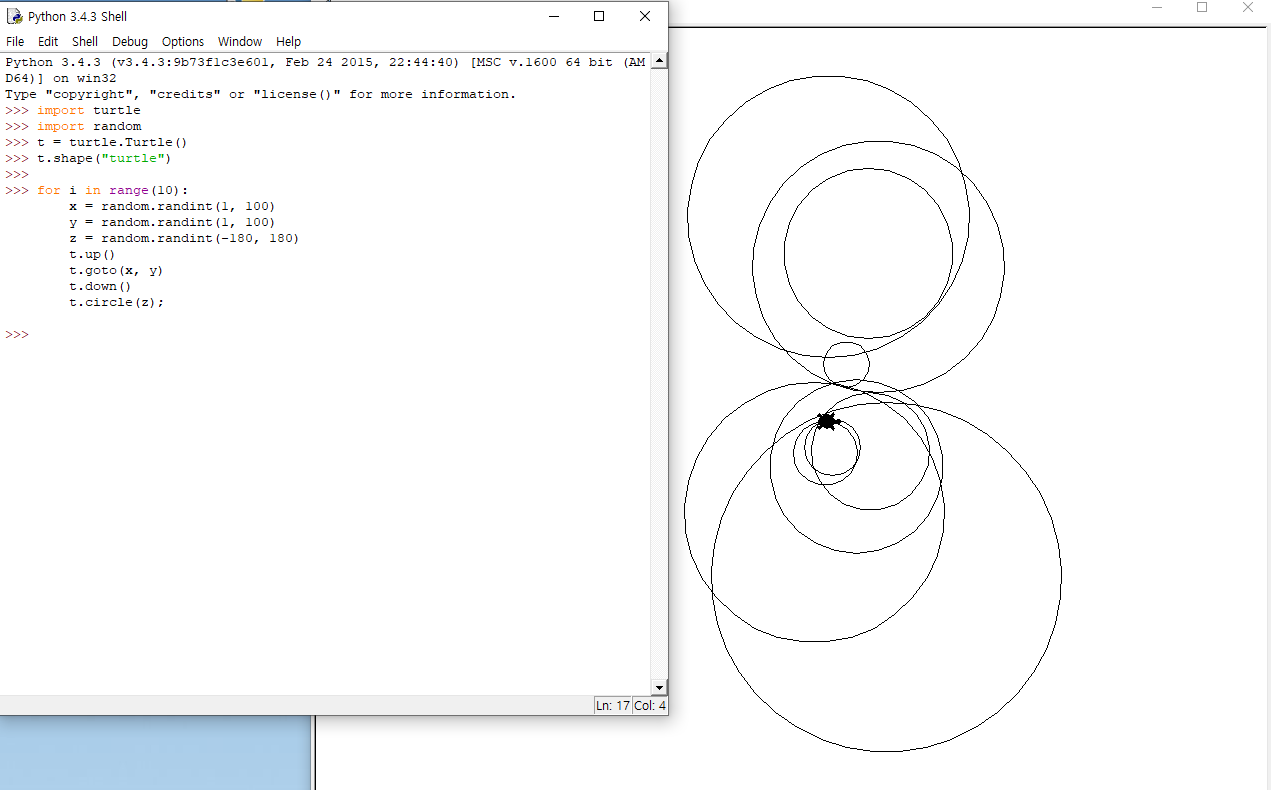 Python 3.4.3 Shell
File Edit Shell Debug Options Window Help
Python 3.4.3 (v3.4.3:9b73f1c3e601, Feb 24 2015, 22:44:40) [MSC v.1600 64 bit (AM
D64)] on win32
Type "copyright", "credits" or "license()" for more information.
>>> import turtle
>>> import random
>>> t = turtle.Turtle()
>>> t.shape("turtle")
>>>
>>> for i in range(10):
        x = random.randint(1, 100)
        y = random.randint(1, 100)
        z = random.randint(-180, 180)
        t.up()
        t.goto(x, y)
        t.down()
        t.circle(z);
>>>
Ln: 17 Col: 4